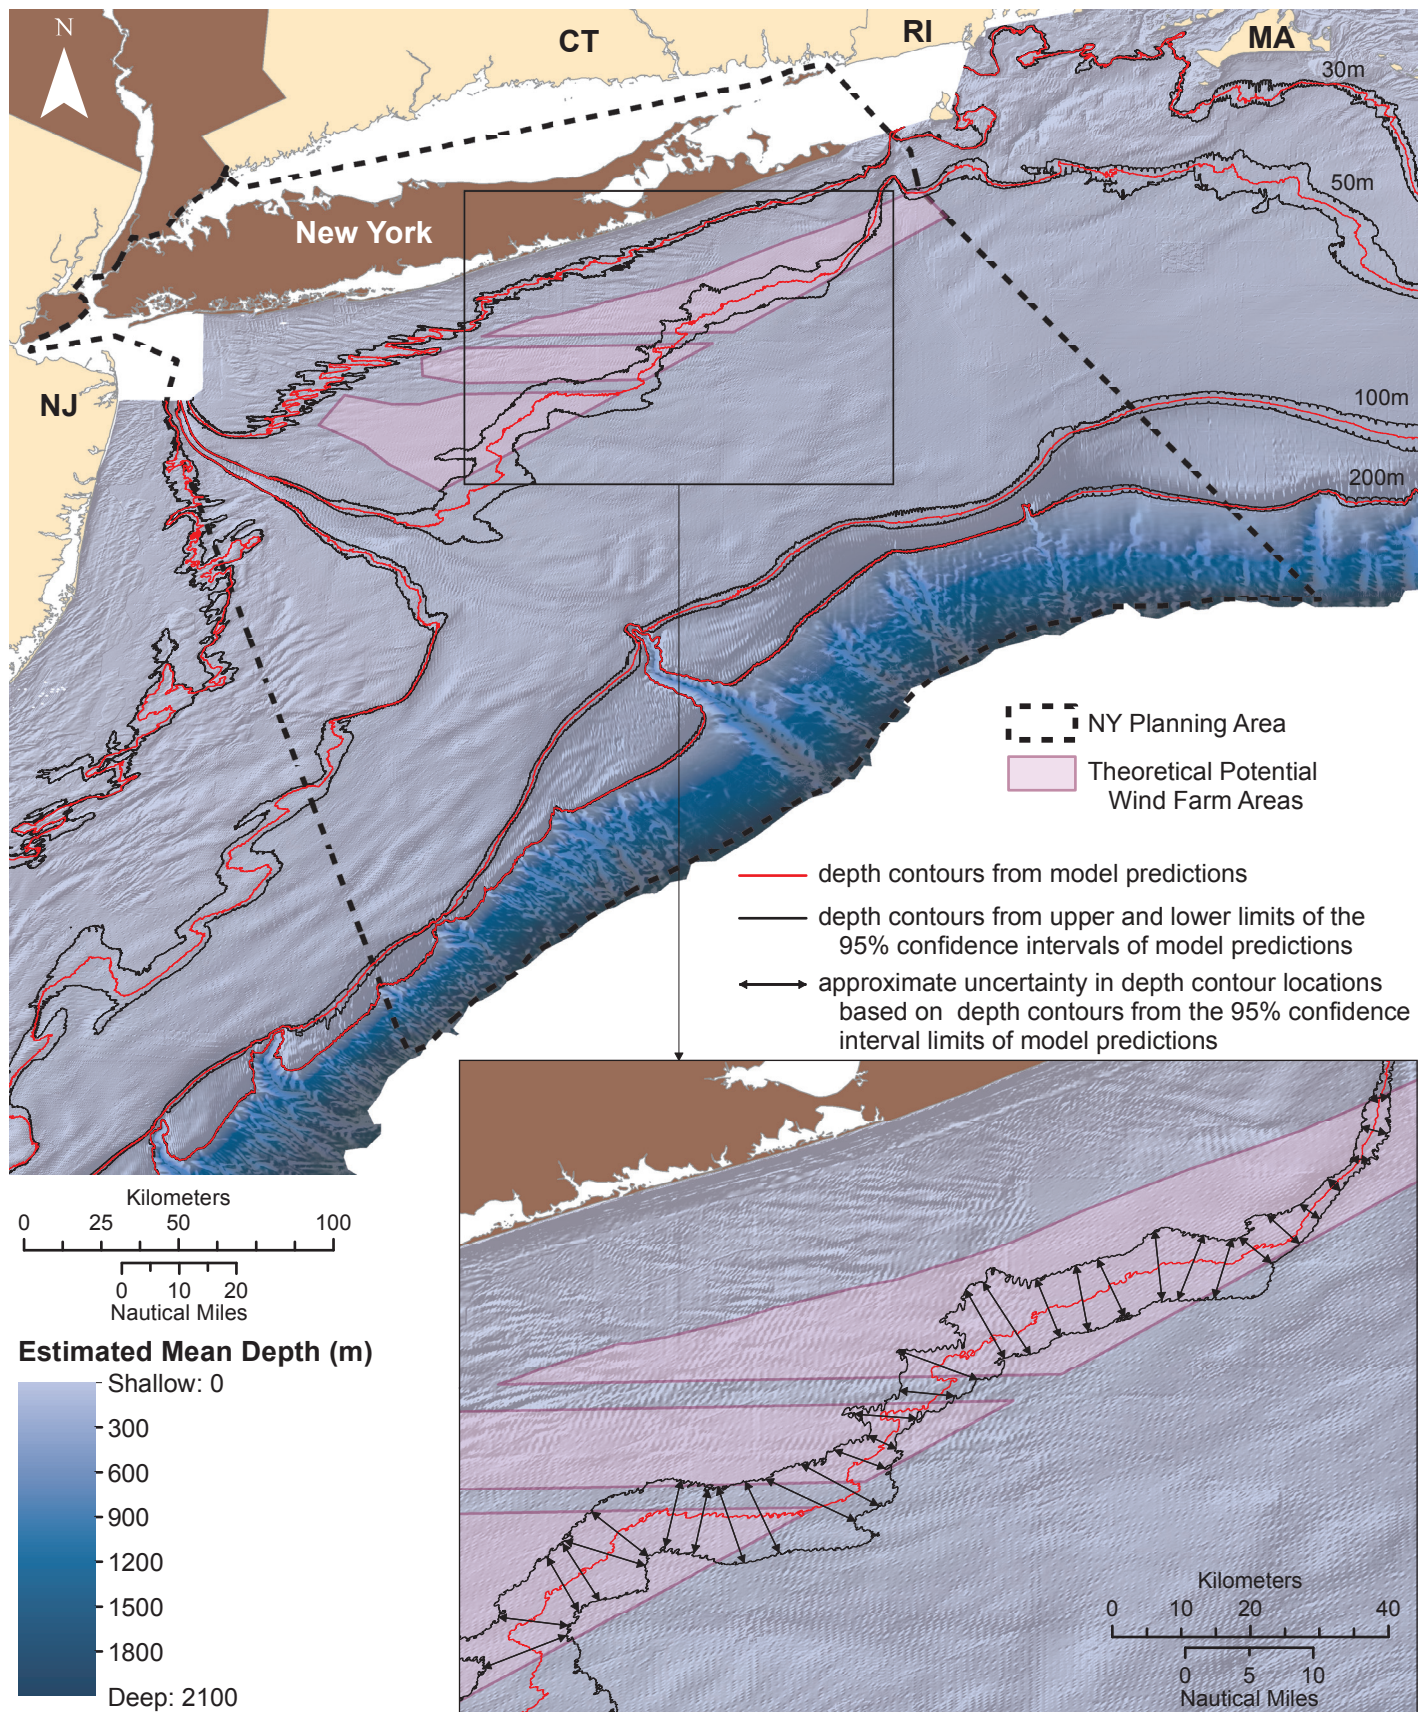 N
CT
RI
MA
30m
New York
50m
NJ
100m
200m
NY Planning Area
Theoretical Potential
Wind Farm Areas
depth contours from model predictions
depth contours from upper and lower limits of the
95% confidence intervals of model predictions
approximate uncertainty in depth contour locations
based on depth contours from the 95% confidence
interval limits of model predictions
Kilometers
0 25 50 100
0 10 20
Nautical Miles
Estimated Mean Depth (m)
Shallow: 0
300
600
900
1200
1500
1800
Deep: 2100
Kilometers
0 10 20 40
0 5 10
Nautical Miles